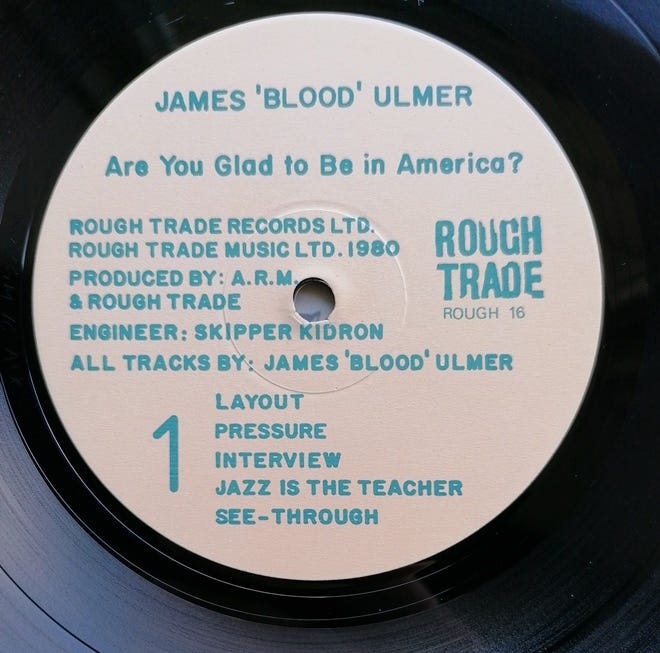 JAMES 'BLOOD' ULMER
Are You Glad to Be in America?
ROUGH TRADE RECORDS LTD.
ROUGH TRADE MUSIC LTD. 1980
PRODUCED BY: A.R.M.
& ROUGH TRADE
ENGINEER: SKIPPER KIDRON
ALL TRACKS BY: JAMES 'BLOOD' ULMER
ROUGH
TRADE
ROUGH 16
1
LAYOUT
PRESSURE
INTERVIEW
JAZZ IS THE TEACHER
SEE-THROUGH